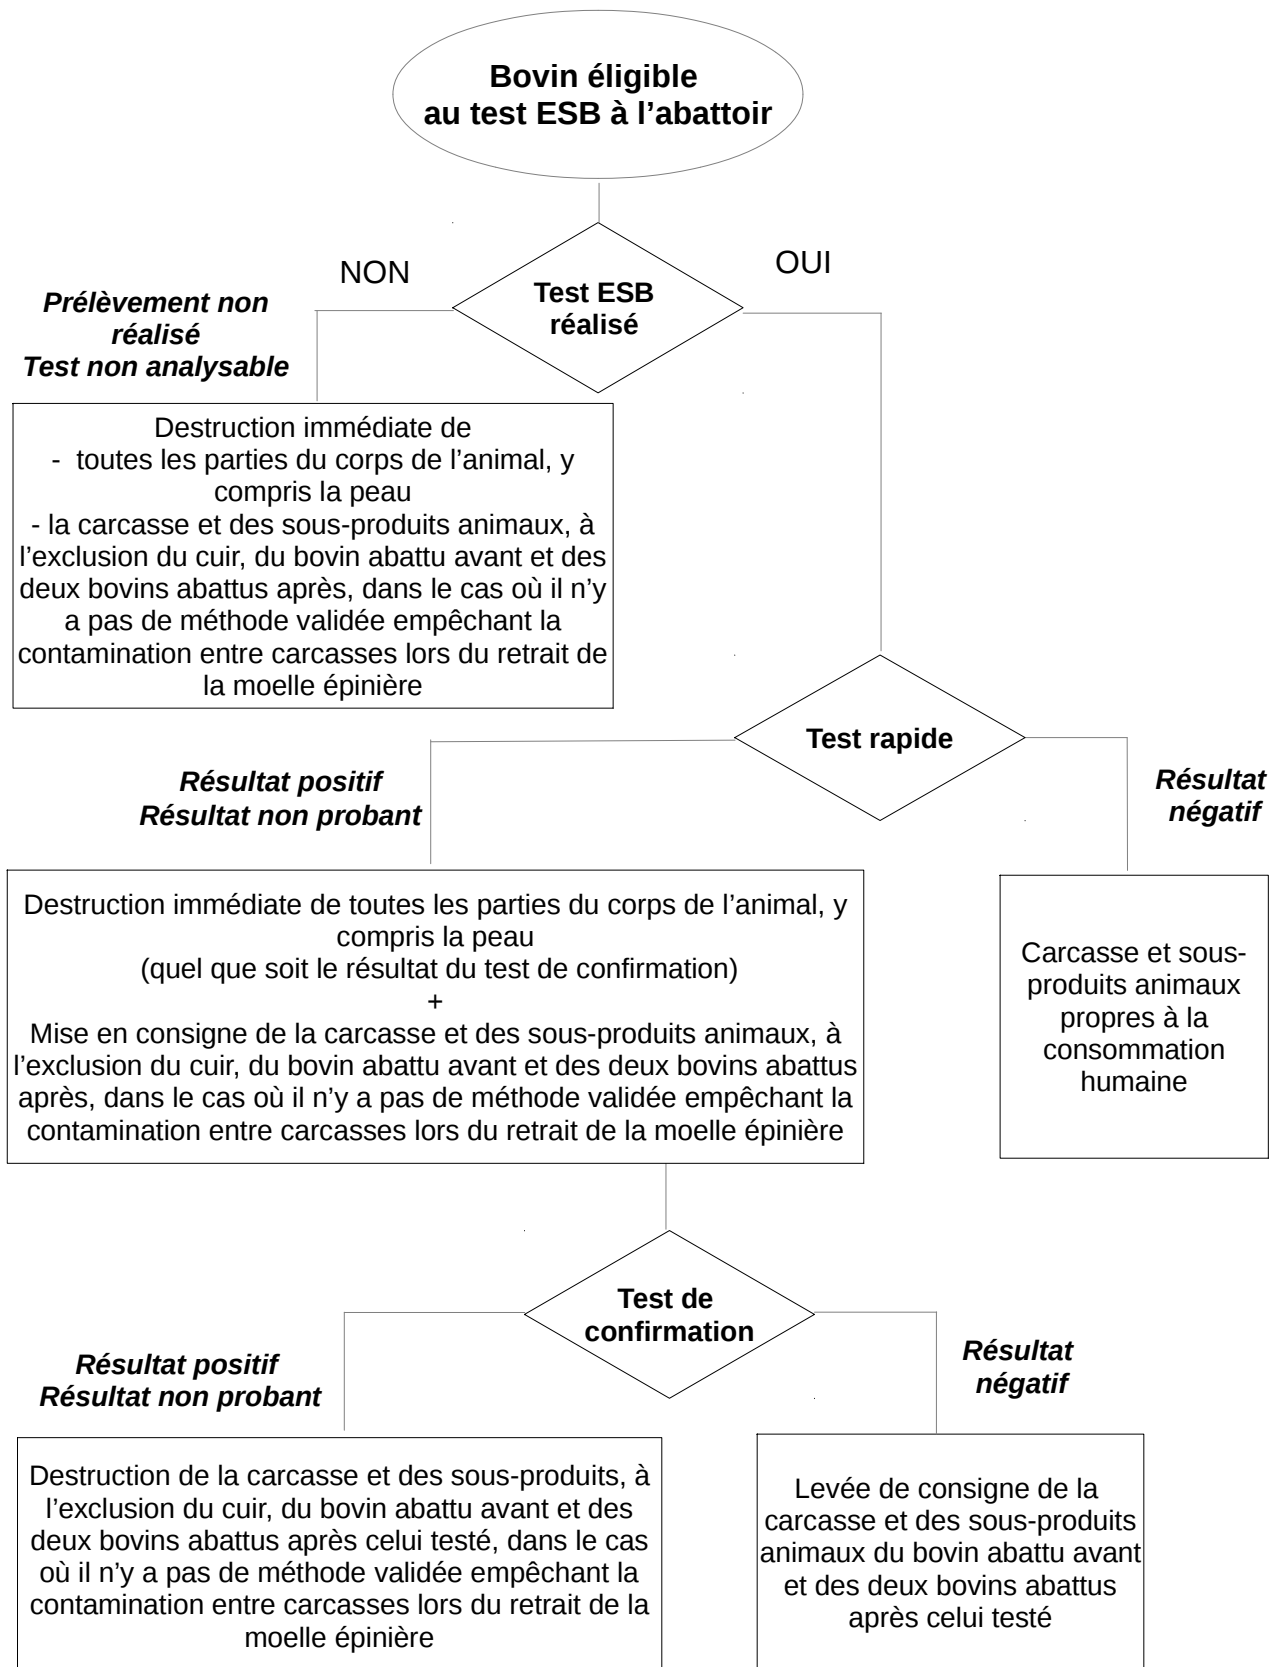 Bovin éligible
au test ESB à l’abattoir
NON
OUI
Test ESB
réalisé
Prélèvement non
réalisé
Test non analysable
Destruction immédiate de
- toutes les parties du corps de l’animal, y
compris la peau
- la carcasse et des sous-produits animaux, à
l’exclusion du cuir, du bovin abattu avant et des
deux bovins abattus après, dans le cas où il n’y
a pas de méthode validée empêchant la
contamination entre carcasses lors du retrait de
la moelle épinière
Test rapide
Résultat positif
Résultat non probant
Résultat
négatif
Destruction immédiate de toutes les parties du corps de l’animal, y
compris la peau
(quel que soit le résultat du test de confirmation)
+
Mise en consigne de la carcasse et des sous-produits animaux, à
l’exclusion du cuir, du bovin abattu avant et des deux bovins abattus
après, dans le cas où il n’y a pas de méthode validée empêchant la
contamination entre carcasses lors du retrait de la moelle épinière
Carcasse et sous-
produits animaux
propres à la
consommation
humaine
Test de
confirmation
Résultat positif
Résultat non probant
Résultat
négatif
Destruction de la carcasse et des sous-produits, à
l’exclusion du cuir, du bovin abattu avant et des
deux bovins abattus après celui testé, dans le cas
où il n’y a pas de méthode validée empêchant la
contamination entre carcasses lors du retrait de la
moelle épinière
Levée de consigne de la
carcasse et des sous-produits
animaux du bovin abattu avant
et des deux bovins abattus
après celui testé